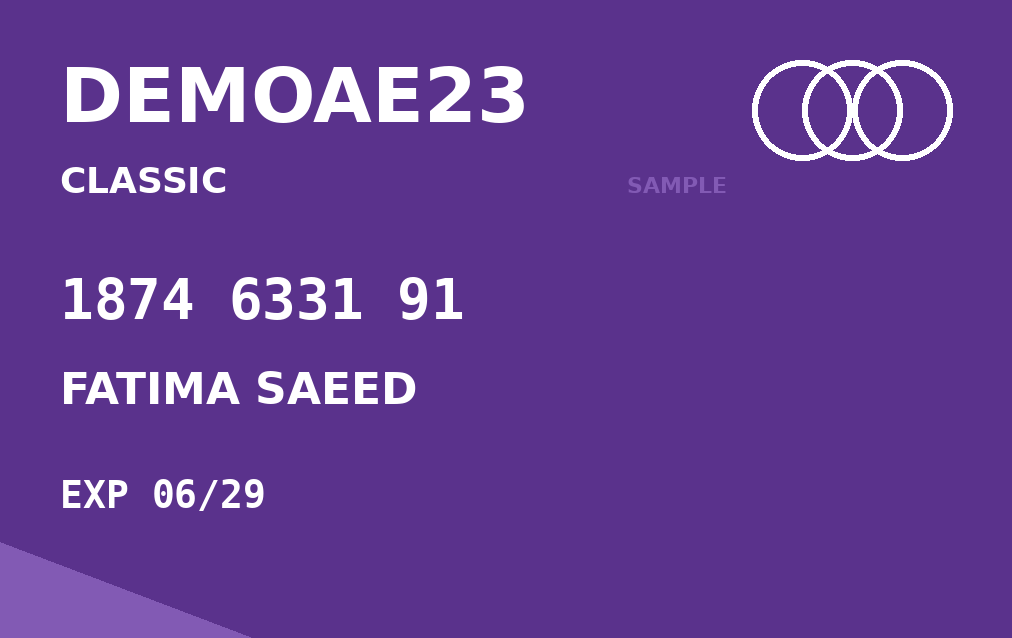 DEMOAE23
CLASSIC
SAMPLE
1874 6331 91
FATIMA SAEED
EXP 06/29